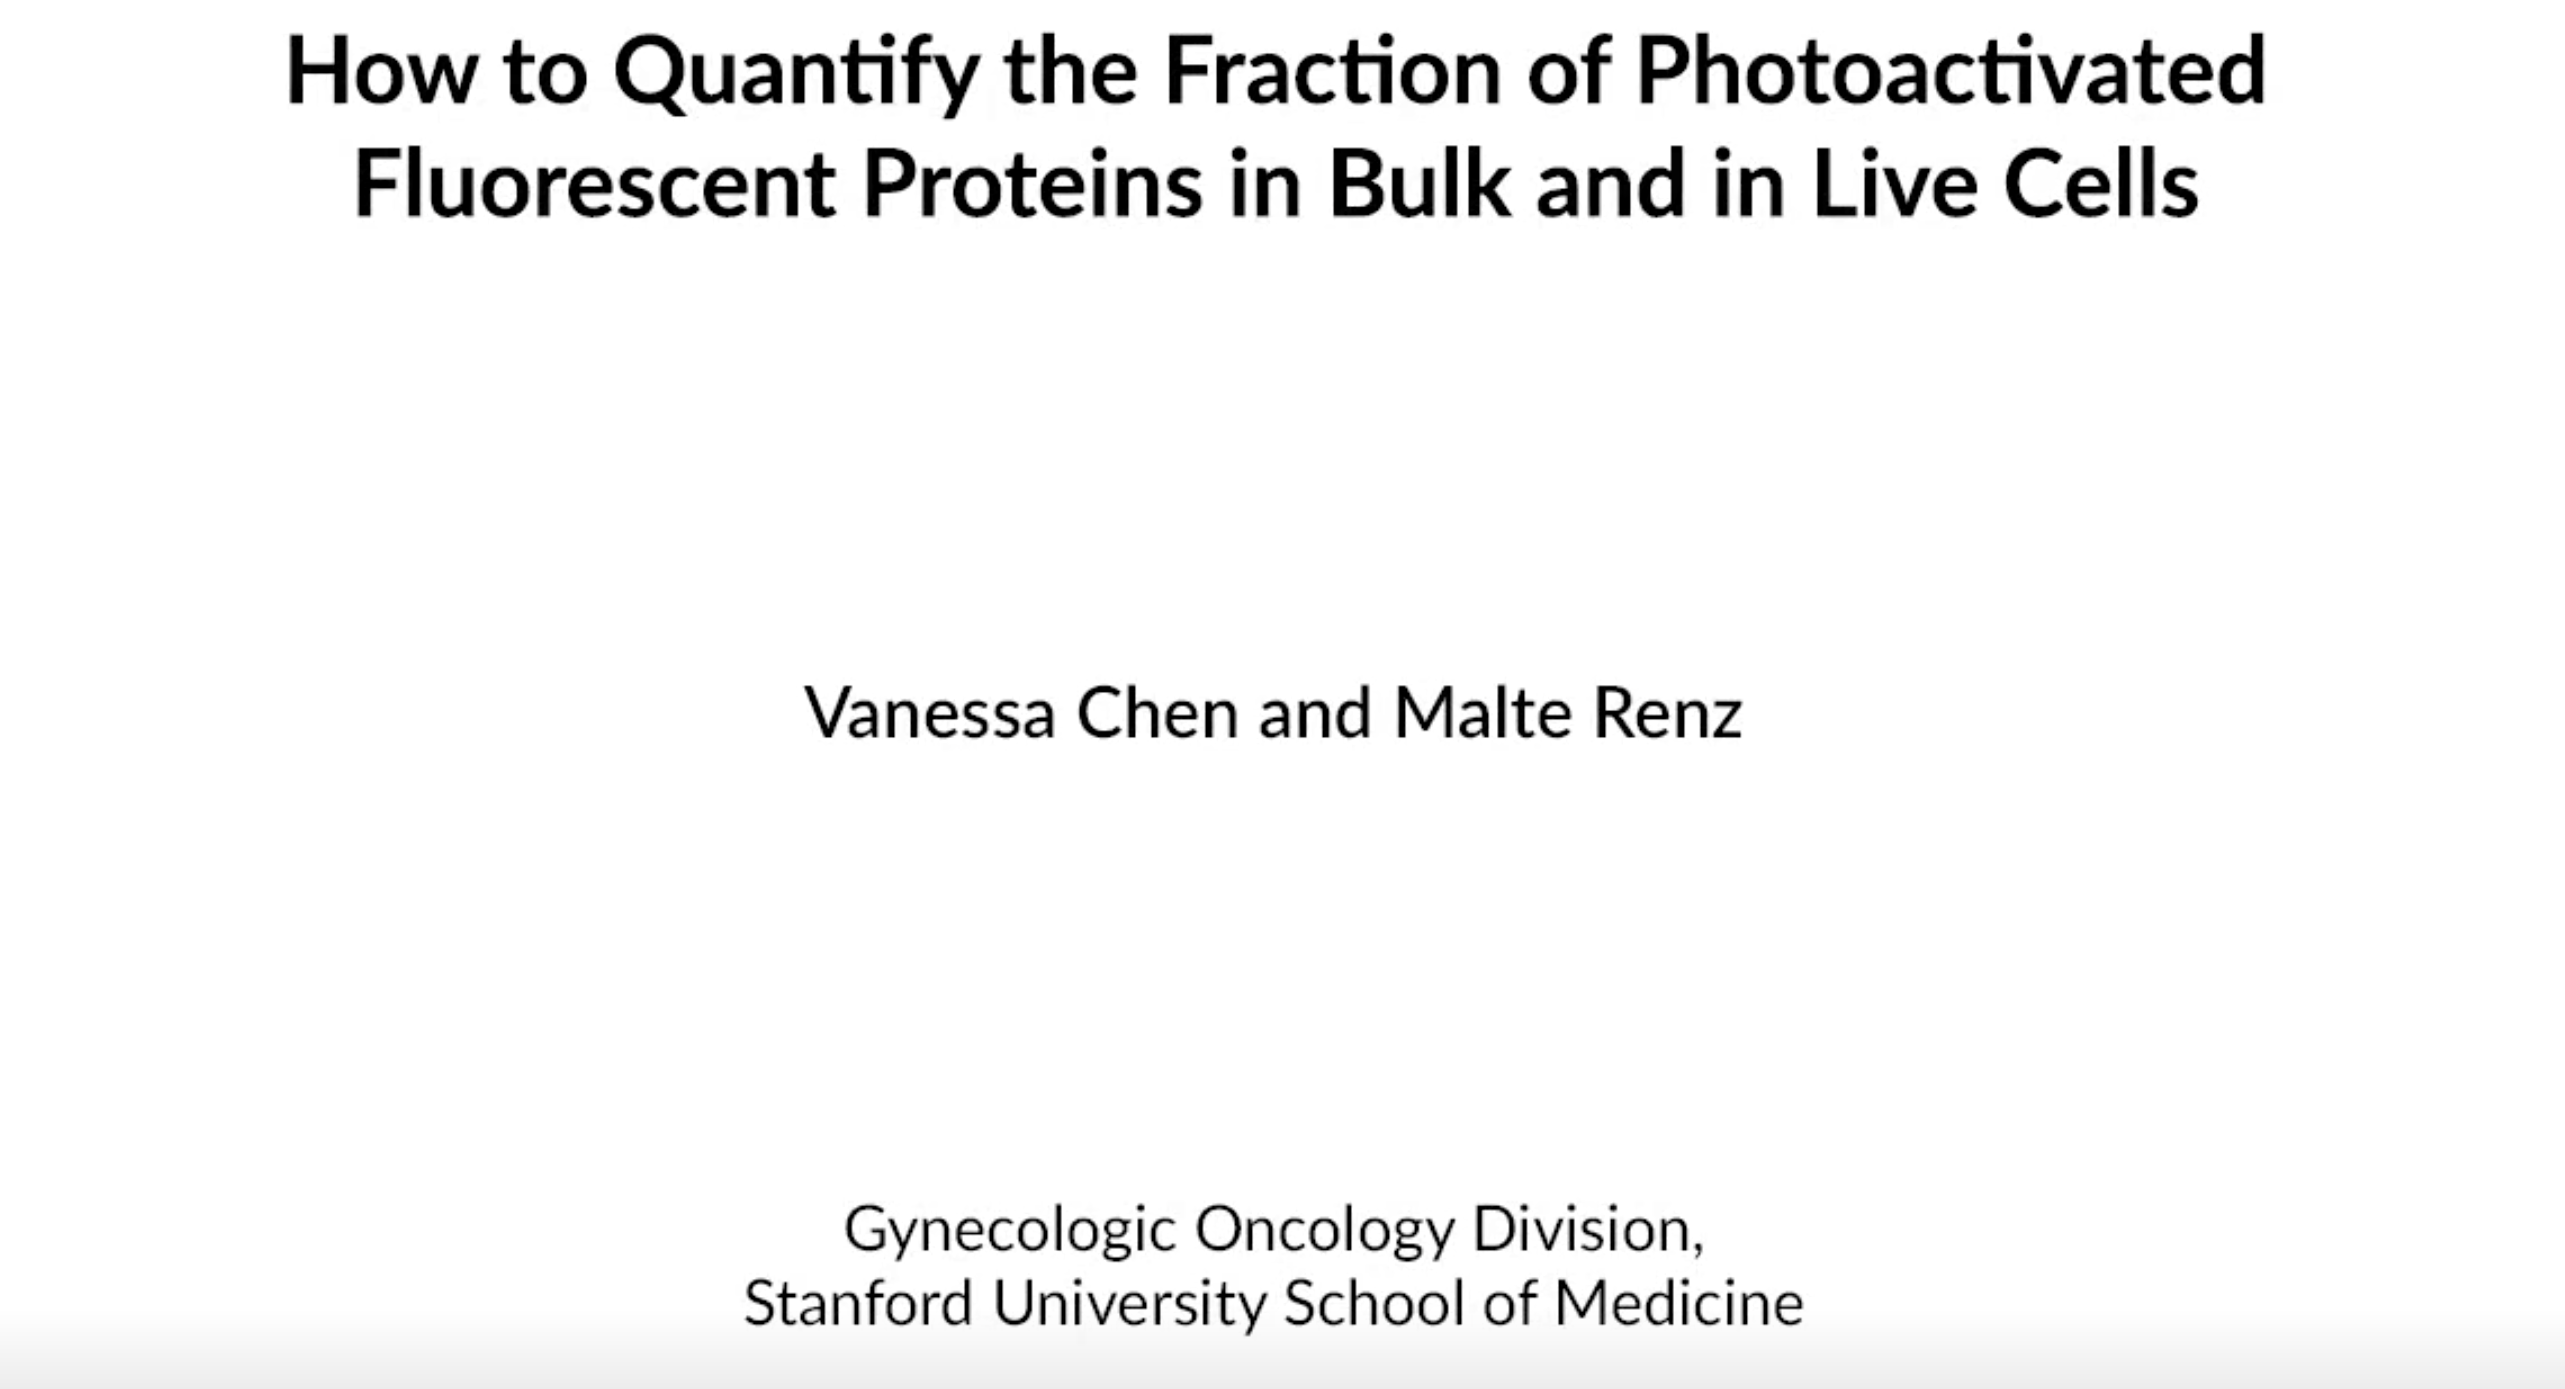 How to Quantify the Fraction of Photoactivated
Fluorescent Proteins in Bulk and in Live Cells
Vanessa Chen and Malte Renz
Gynecologic Oncology Division,
Stanford University School of Medicine